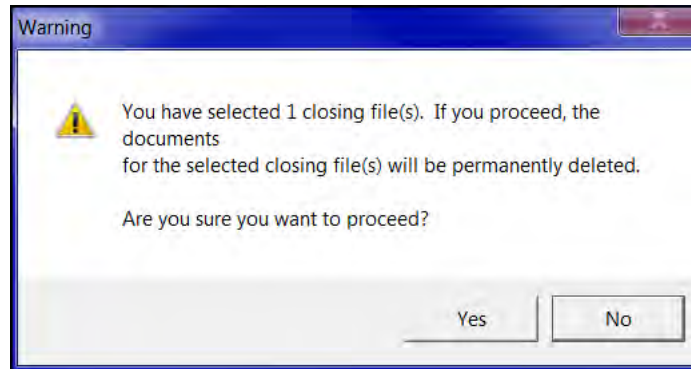 Warning
You have selected 1 closing file(s).  If you proceed, the
documents
for the selected closing file(s) will be permanently deleted.
Are you sure you want to proceed?
Yes
No